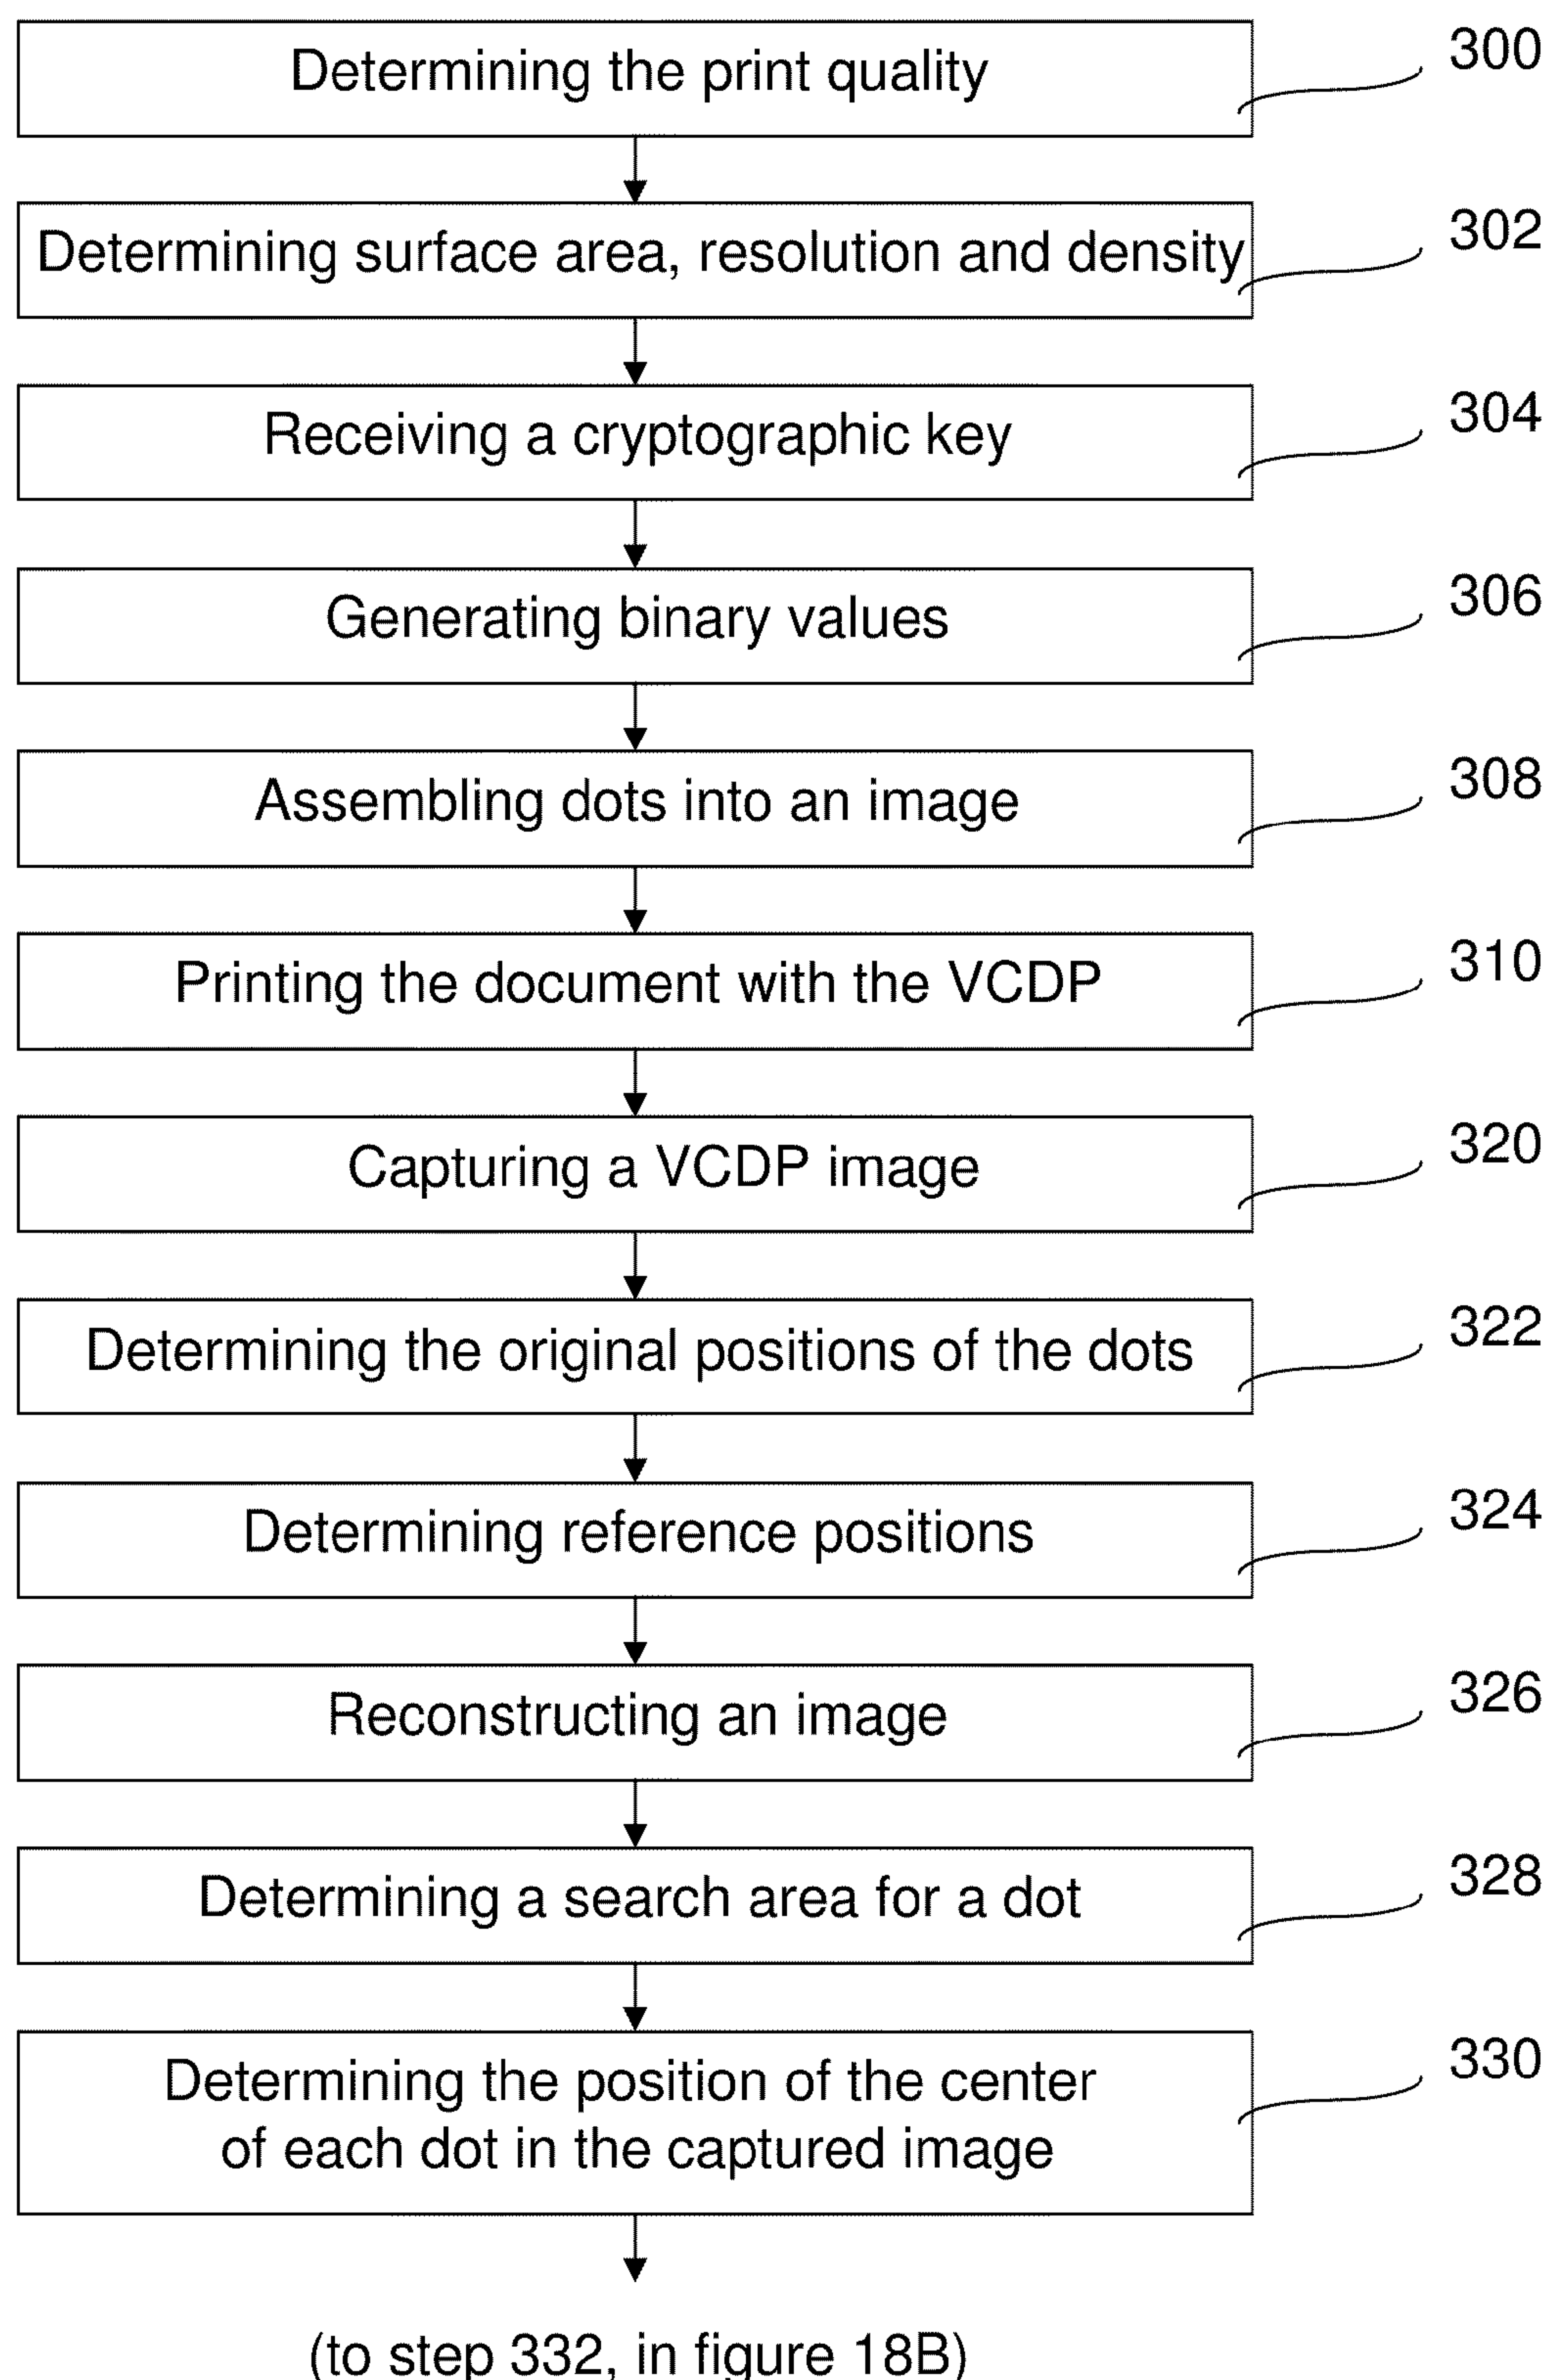 Determining the print quality
300
Determining surface area, resolution and density
302
Receiving a cryptographic key
304
Generating binary values
306
Assembling dots into an image
308
Printing the document with the VCDP
310
Capturing a VCDP image
320
Determining the original positions of the dots
322
Determining reference positions
324
Reconstructing an image
326
Determining a search area for a dot
328
Determining the position of the center
of each dot in the captured image
330
(to step 332, in figure 18B)